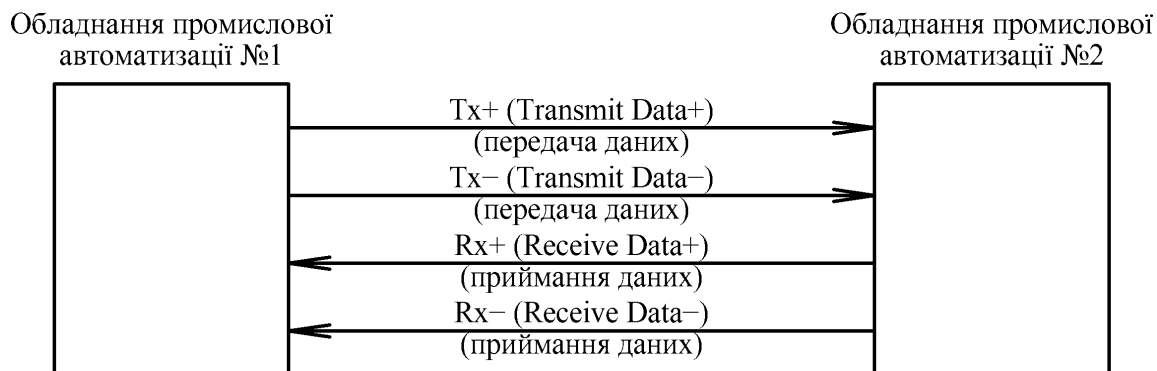 Обладнання промислової
автоматизації №1
Обладнання промислової
автоматизації №2
Tx+ (Transmit Data+)
(передача даних)
Tx− (Transmit Data−)
(передача даних)
Rx+ (Receive Data+)
(приймання даних)
Rx− (Receive Data−)
(приймання даних)